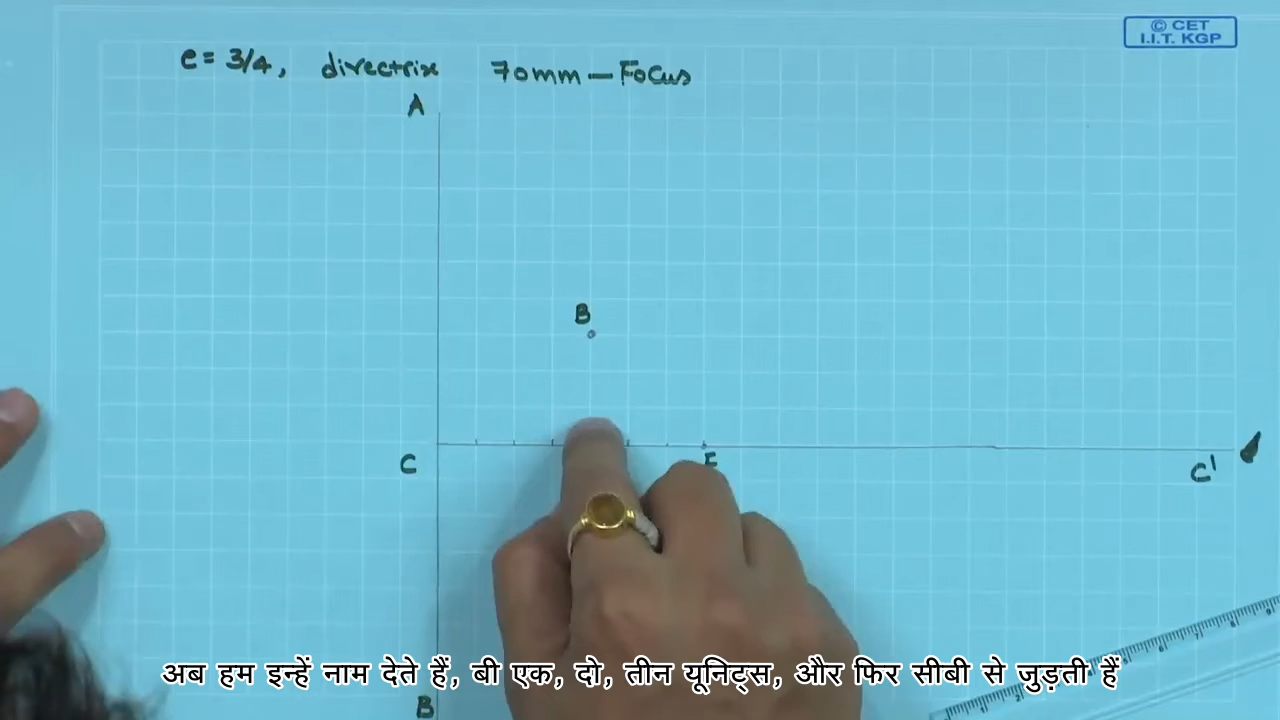 © CET
I.I.T. KGP
e = 3/4, directrix 70mm — Focus
A
B
C
F
C'
B
अब हम इन्हें नाम देते हैं, बी एक, दो, तीन यूनिट्स, और फिर सीबी से जुड़ती हैं